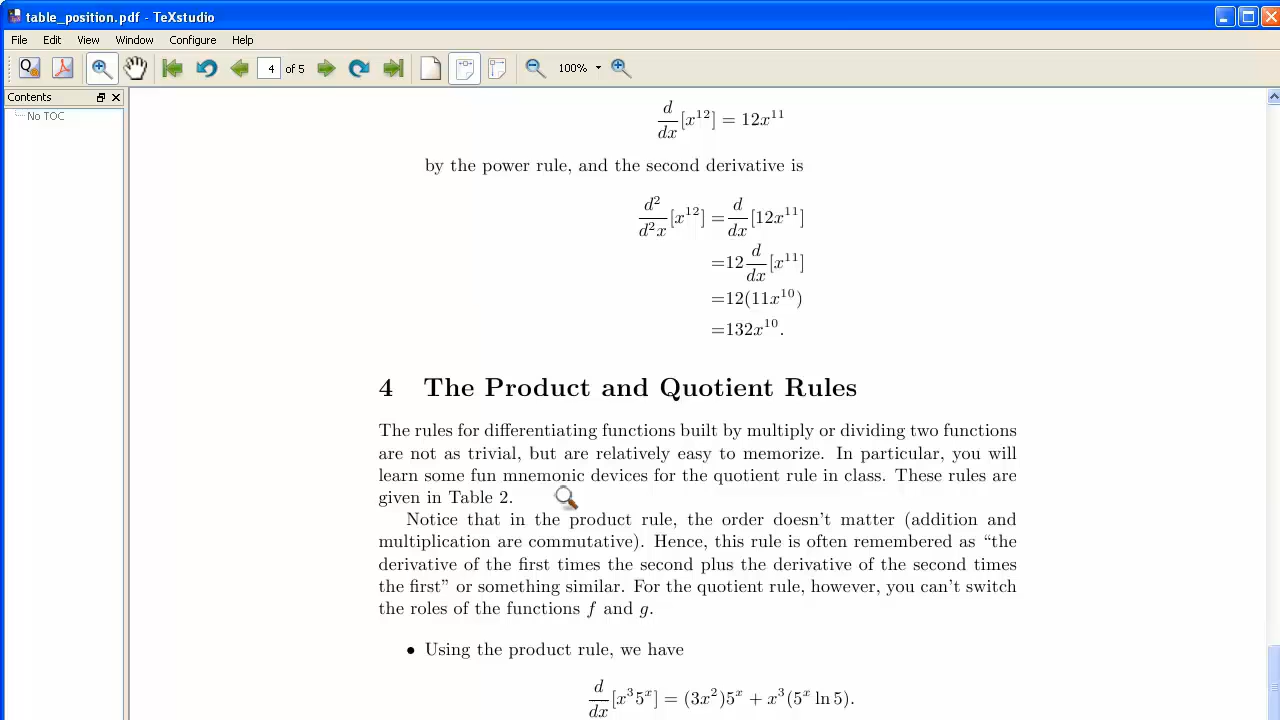 table_position.pdf - TeXstudio
File Edit View Window Configure Help
4 of 5 100%
Contents
No TOC
d/dx[x^12] = 12x^11
by the power rule, and the second derivative is
d^2/d^2x[x^12] = d/dx[12x^11]
=12 d/dx[x^11]
=12(11x^10)
=132x^10.
4 The Product and Quotient Rules
The rules for differentiating functions built by multiply or dividing two functions
are not as trivial, but are relatively easy to memorize. In particular, you will
learn some fun mnemonic devices for the quotient rule in class. These rules are
given in Table 2.
Notice that in the product rule, the order doesn't matter (addition and
multiplication are commutative). Hence, this rule is often remembered as “the
derivative of the first times the second plus the derivative of the second times
the first” or something similar. For the quotient rule, however, you can't switch
the roles of the functions f and g.
• Using the product rule, we have
d/dx[x^3 5^x] = (3x^2)5^x + x^3(5^x ln 5).